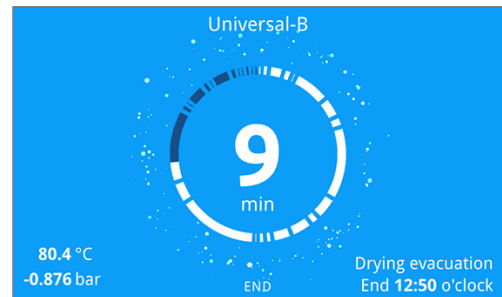 Universal-B
9
min
80.4 °C
-0.876 bar
END
Drying evacuation
End 12:50 o'clock